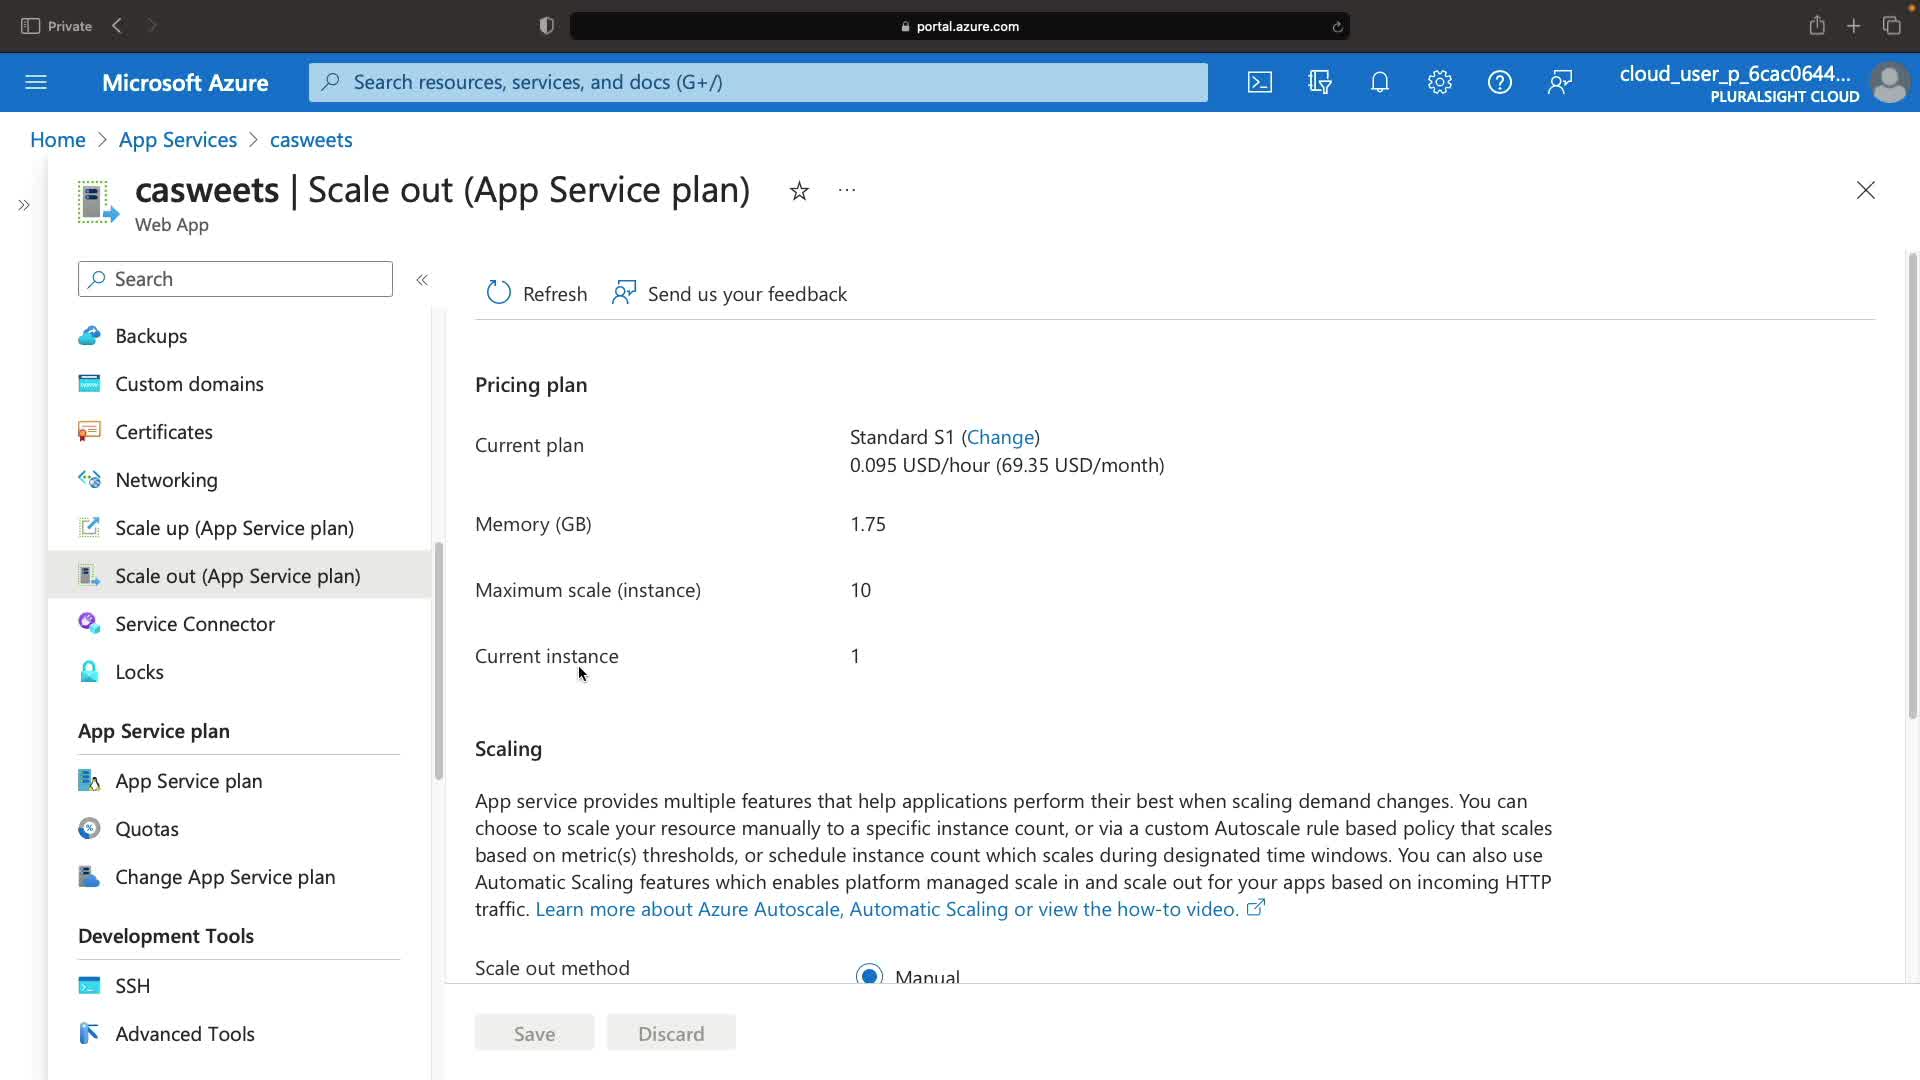 Private
portal.azure.com
Microsoft Azure
Search resources, services, and docs (G+/)
cloud_user_p_6cac0644...
PLURALSIGHT CLOUD
Home > App Services > casweets
casweets | Scale out (App Service plan)
Web App
Search
Refresh
Send us your feedback
Backups
Custom domains
Certificates
Networking
Scale up (App Service plan)
Scale out (App Service plan)
Service Connector
Locks
App Service plan
App Service plan
Quotas
Change App Service plan
Development Tools
SSH
Advanced Tools
Pricing plan
Current plan
Standard S1 (Change)
0.095 USD/hour (69.35 USD/month)
Memory (GB)
1.75
Maximum scale (instance)
10
Current instance
1
Scaling
App service provides multiple features that help applications perform their best when scaling demand changes. You can
choose to scale your resource manually to a specific instance count, or via a custom Autoscale rule based policy that scales
based on metric(s) thresholds, or schedule instance count which scales during designated time windows. You can also use
Automatic Scaling features which enables platform managed scale in and scale out for your apps based on incoming HTTP
traffic. Learn more about Azure Autoscale, Automatic Scaling or view the how-to video.
Scale out method
Manual
Save
Discard